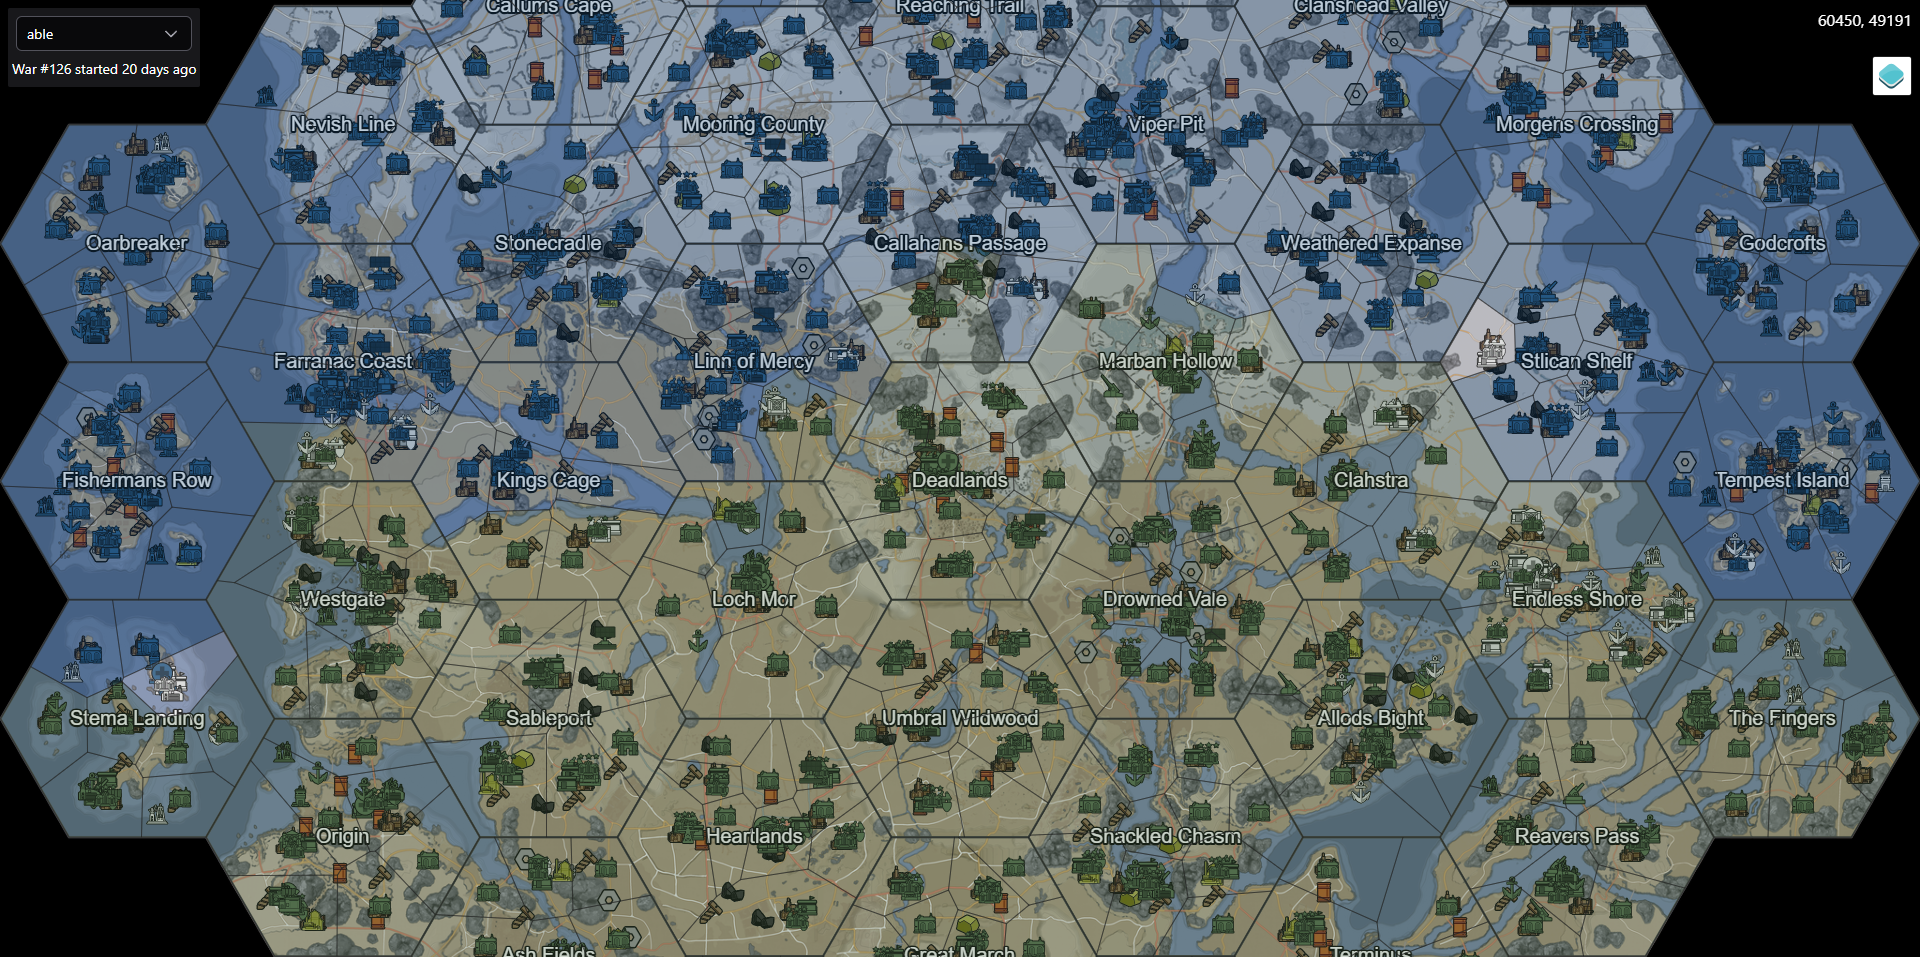 able
War #126 started 20 days ago
60450, 49191
Callums Cape
Reaching Trail
Clanshead Valley
Nevish Line
Mooring County
Viper Pit
Morgens Crossing
Oarbreaker
Stonecradle
Callahans Passage
Weathered Expanse
Godcrofts
Farranac Coast
Linn of Mercy
Marban Hollow
Stlican Shelf
Fishermans Row
Kings Cage
Deadlands
Clahstra
Tempest Island
Westgate
Loch Mor
Drowned Vale
Endless Shore
Stema Landing
Sableport
Umbral Wildwood
Allods Bight
The Fingers
Origin
Heartlands
Shackled Chasm
Reavers Pass
Ash Fields
Great March
Terminus